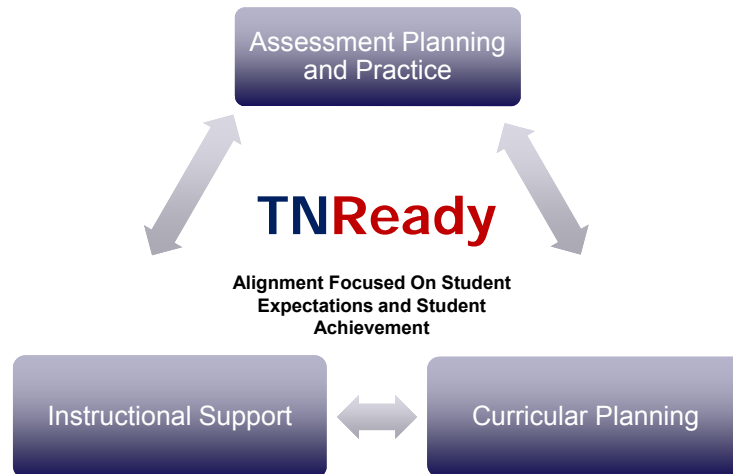 Assessment Planning
and Practice
TNReady
Alignment Focused On Student
Expectations and Student
Achievement
Instructional Support
Curricular Planning